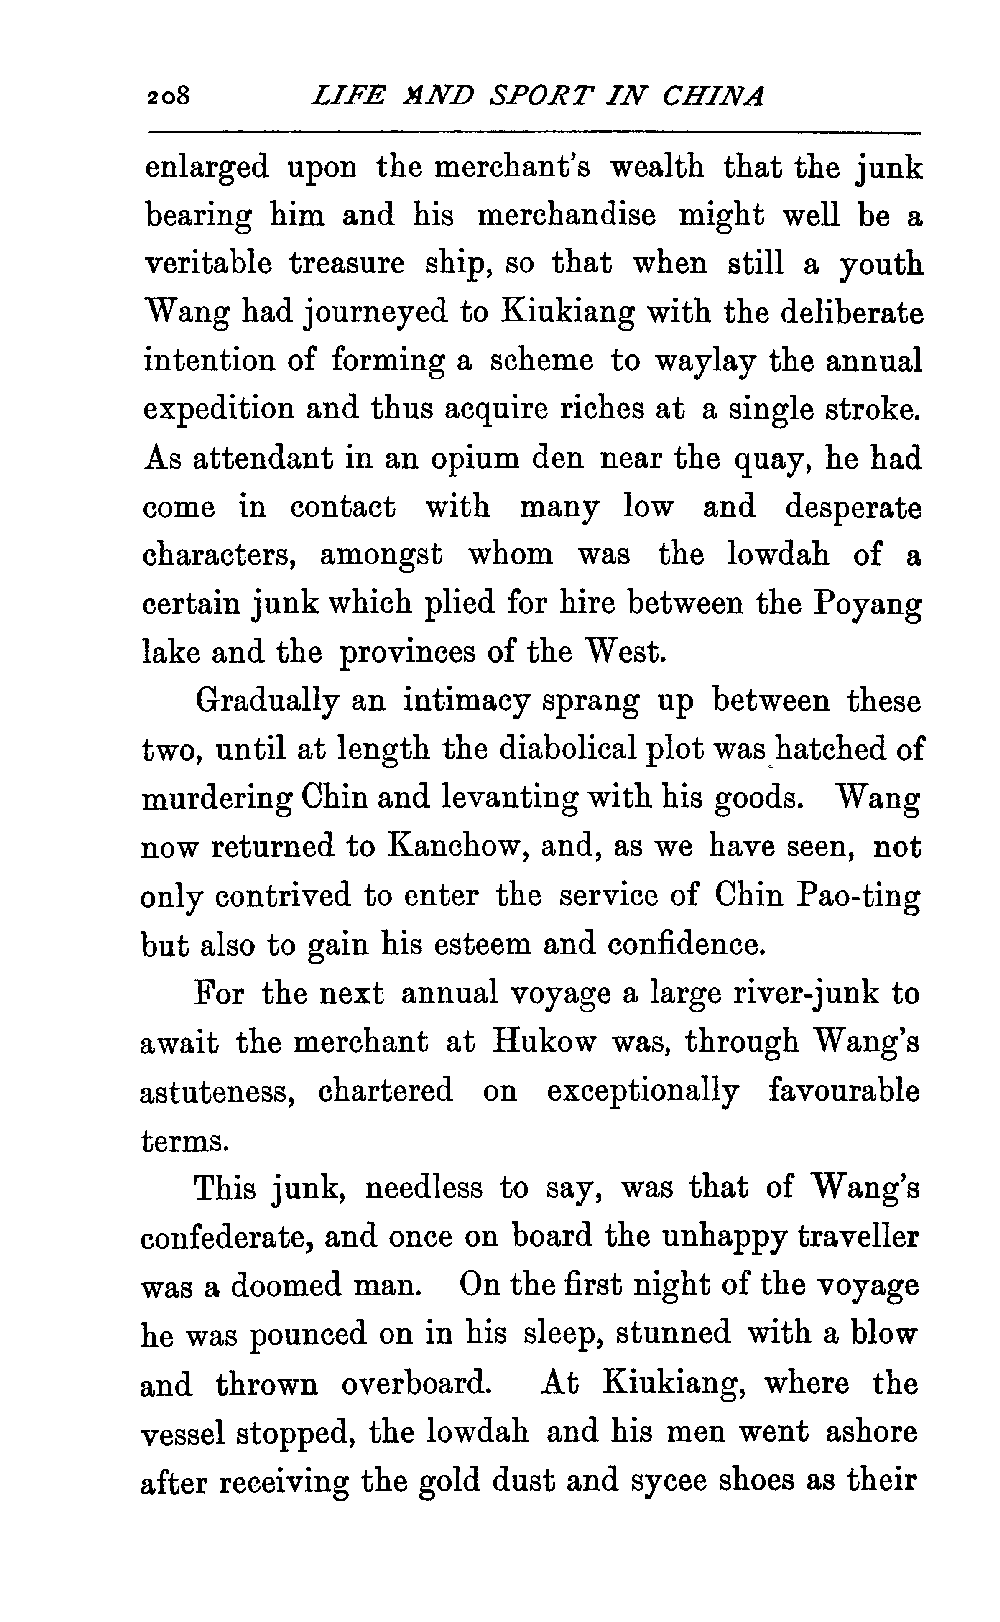 208 LIFE AND SPORT IN CHINA
enlarged upon the merchant's wealth that the junk
bearing him and his merchandise might well be a
veritable treasure ship, so that when still a youth
Wang had journeyed to Kiukiang with the deliberate
intention of forming a scheme to waylay the annual
expedition and thus acquire riches at a single stroke.
As attendant in an opium den near the quay, he had
come in contact with many low and desperate
characters, amongst whom was the lowdah of a
certain junk which plied for hire between the Poyang
lake and the provinces of the West.
Gradually an intimacy sprang up between these
two, until at length the diabolical plot was hatched of
murdering Chin and levanting with his goods. Wang
now returned to Kanchow, and, as we have seen, not
only contrived to enter the service of Chin Pao-ting
but also to gain his esteem and confidence.
For the next annual voyage a large river-junk to
await the merchant at Hukow was, through Wang's
astuteness, chartered on exceptionally favourable
terms.
This junk, needless to say, was that of Wang's
confederate, and once on board the unhappy traveller
was a doomed man. On the first night of the voyage
he was pounced on in his sleep, stunned with a blow
and thrown overboard. At Kiukiang, where the
vessel stopped, the lowdah and his men went ashore
after receiving the gold dust and sycee shoes as their